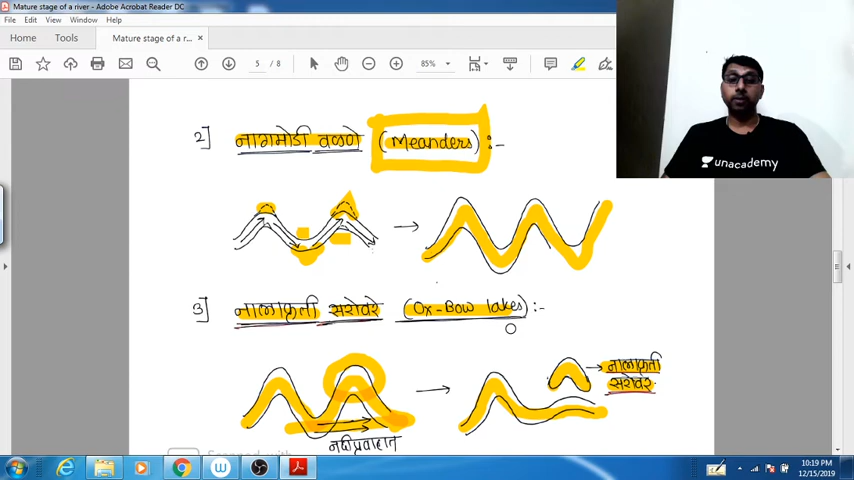 Mature stage of a river - Adobe Acrobat Reader DC
File Edit View Window Help
Home Tools Mature stage of a r... ×
5 / 8 85%
unacademy
2] नागमोडी वळणे (Meanders) :-
3] नालाकृती सरोवरे (Ox-Bow lakes) :-
नालाकृती
सरोवरे
नदीप्रवाहात
10:19 PM
12/15/2019